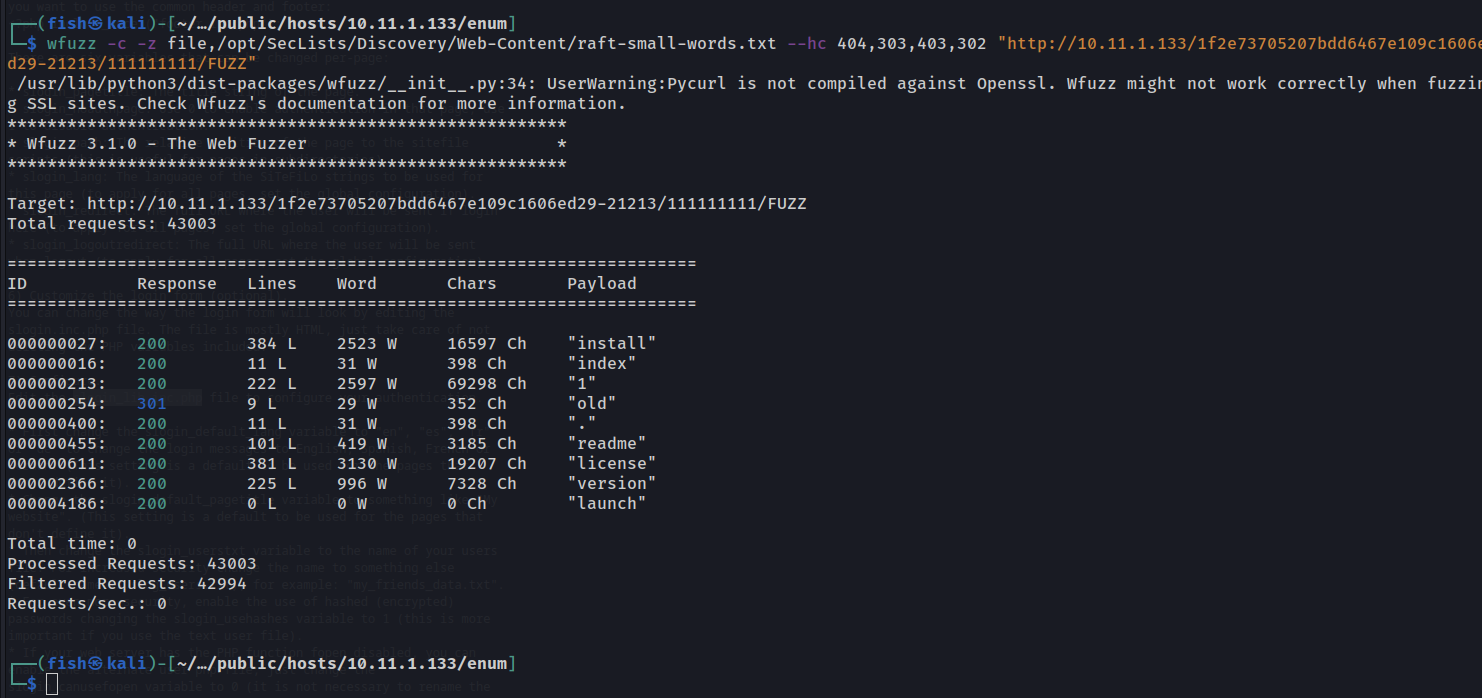 ┌──(fish㉿kali)-[~/…/public/hosts/10.11.1.133/enum]
└─$ wfuzz -c -z file,/opt/SecLists/Discovery/Web-Content/raft-small-words.txt --hc 404,303,403,302 "http://10.11.1.133/1f2e73705207bdd6467e109c1606e
d29-21213/111111111/FUZZ"
/usr/lib/python3/dist-packages/wfuzz/__init__.py:34: UserWarning:Pycurl is not compiled against Openssl. Wfuzz might not work correctly when fuzzin
g SSL sites. Check Wfuzz's documentation for more information.
********************************************************
* Wfuzz 3.1.0 - The Web Fuzzer                         *
********************************************************
Target: http://10.11.1.133/1f2e73705207bdd6467e109c1606ed29-21213/111111111/FUZZ
Total requests: 43003
=====================================================================
ID           Response   Lines    Word       Chars       Payload
=====================================================================
000000027:   200        384 L    2523 W     16597 Ch    "install"
000000016:   200        11 L     31 W       398 Ch      "index"
000000213:   200        222 L    2597 W     69298 Ch    "1"
000000254:   301        9 L      29 W       352 Ch      "old"
000000400:   200        11 L     31 W       398 Ch      "."
000000455:   200        101 L    419 W      3185 Ch     "readme"
000000611:   200        381 L    3130 W     19207 Ch    "license"
000002366:   200        225 L    996 W      7328 Ch     "version"
000004186:   200        0 L      0 W        0 Ch        "launch"
Total time: 0
Processed Requests: 43003
Filtered Requests: 42994
Requests/sec.: 0
┌──(fish㉿kali)-[~/…/public/hosts/10.11.1.133/enum]
└─$